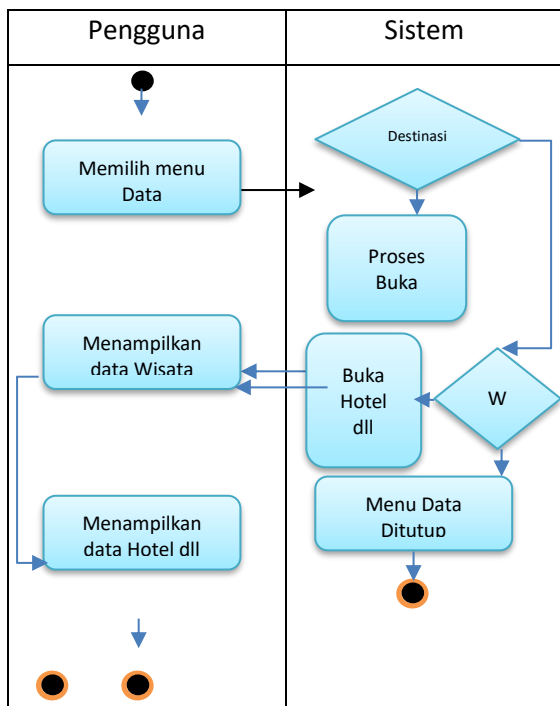 Pengguna
Sistem
Destinasi
Memilih menu
Data
Proses
Buka
Menampilkan
data Wisata
Buka
Hotel
dll
W
Menu Data
Ditutup
Menampilkan
data Hotel dll